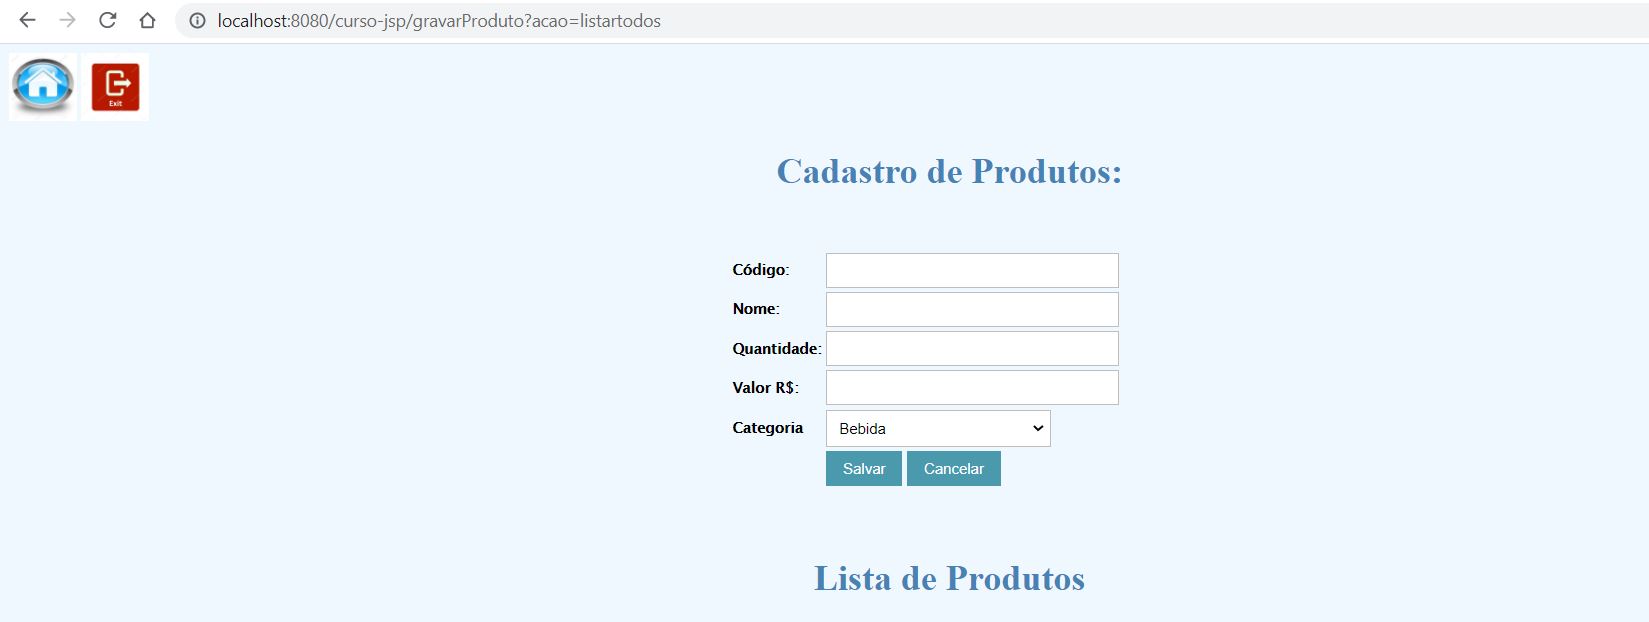 localhost:8080/curso-jsp/gravarProduto?acao=listartodos
Exit
Cadastro de Produtos:
Código:
Nome:
Quantidade:
Valor R$:
Categoria Bebida
Salvar Cancelar
Lista de Produtos